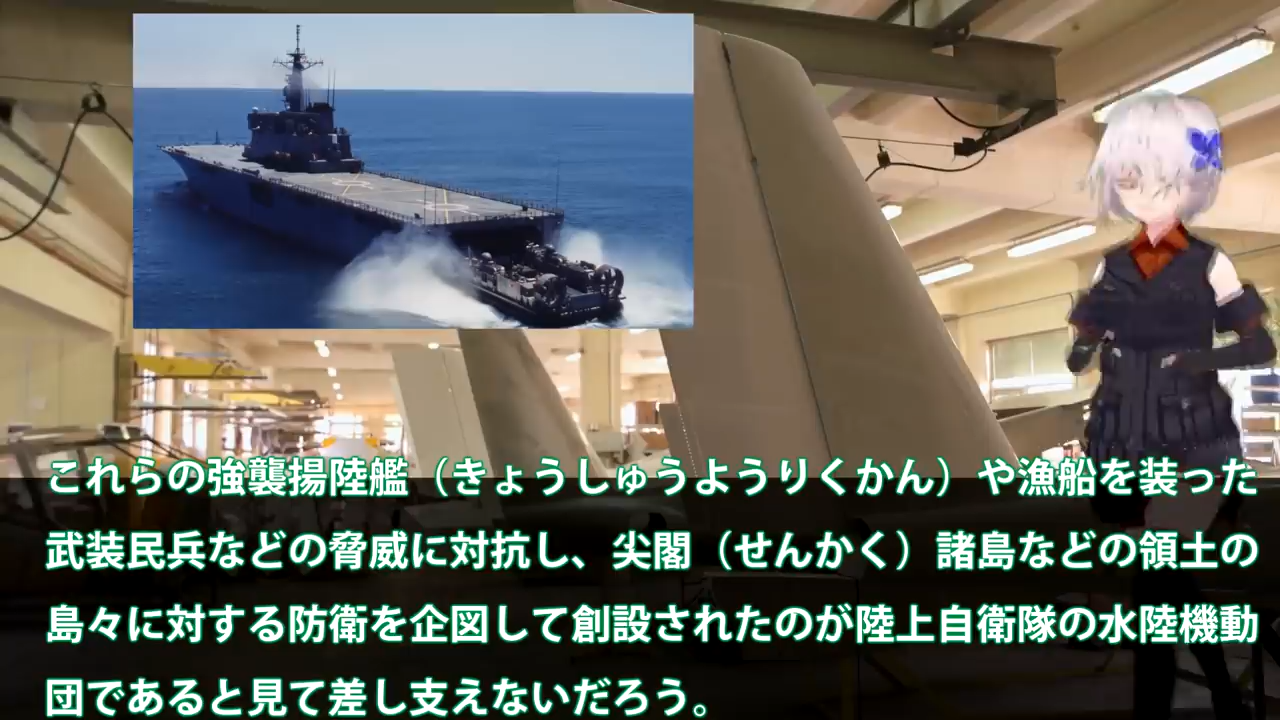 これらの強襲揚陸艦（きょうしゅうようりくかん）や漁船を装った
武装民兵などの脅威に対抗し、尖閣（せんかく）諸島などの領土の
島々に対する防衛を企図して創設されたのが陸上自衛隊の水陸機動
団であると見て差し支えないだろう。